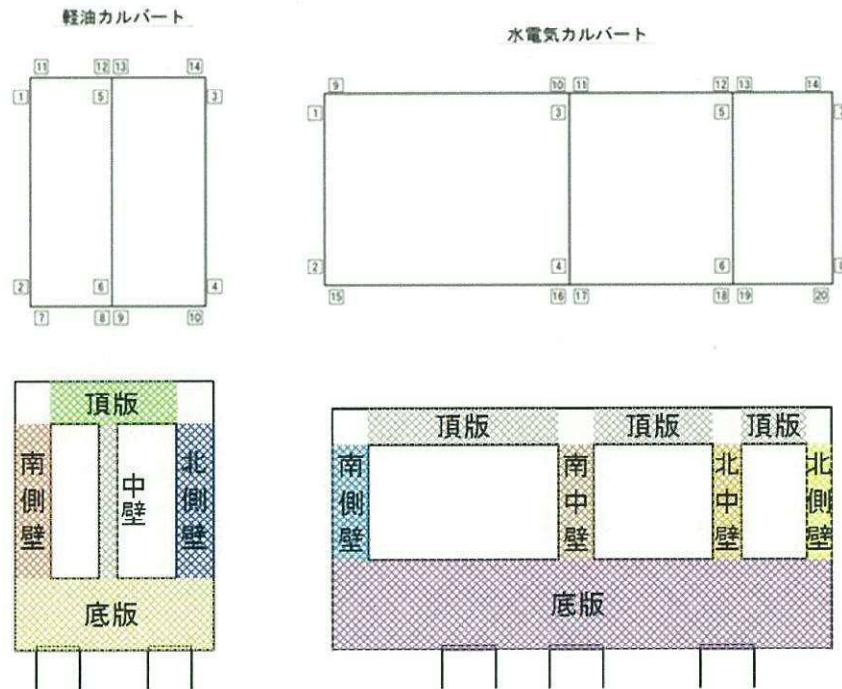 軽油カルバート
水電気カルバート
11 12 13 14
1 5 3
2 6 4
7 8 9 10
9 10 11 12 13 14
1 3 5
2 4 6
15 16 17 18 19 20
頂版
南側壁
中壁
北側壁
底版
頂版 頂版 頂版
南側壁
南中壁
北中壁
北側壁
底版